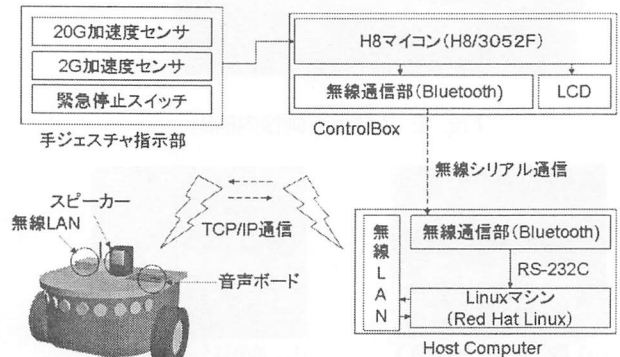 20G加速度センサ
2G加速度センサ
緊急停止スイッチ
手ジェスチャ指示部
H8マイコン(H8/3052F)
無線通信部(Bluetooth)
LCD
ControlBox
無線シリアル通信
スピーカー
無線LAN
TCP/IP通信
音声ボード
無線LAN
無線通信部(Bluetooth)
RS-232C
Linuxマシン
(Red Hat Linux)
Host Computer